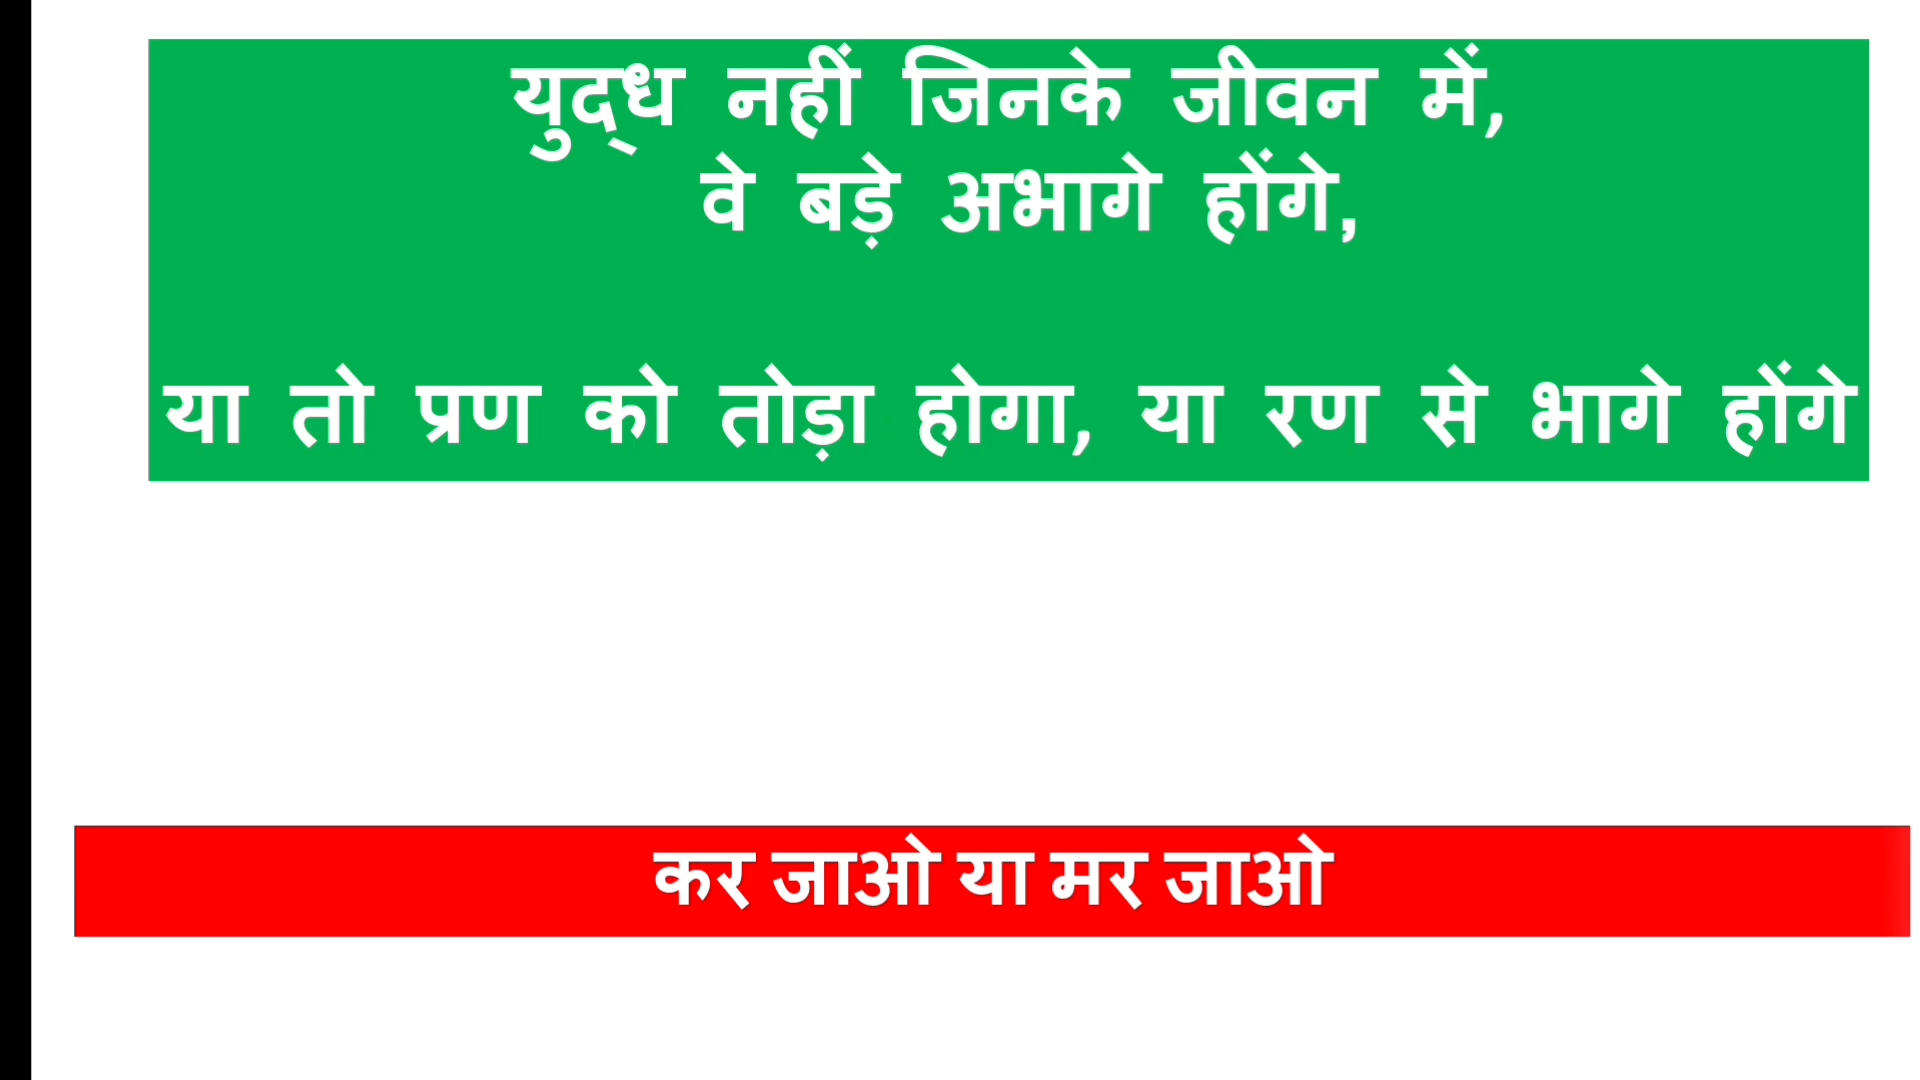 युद्ध नहीं जिनके जीवन में,
वे बड़े अभागे होंगे,
या तो प्रण को तोड़ा होगा, या रण से भागे होंगे
कर जाओ या मर जाओ